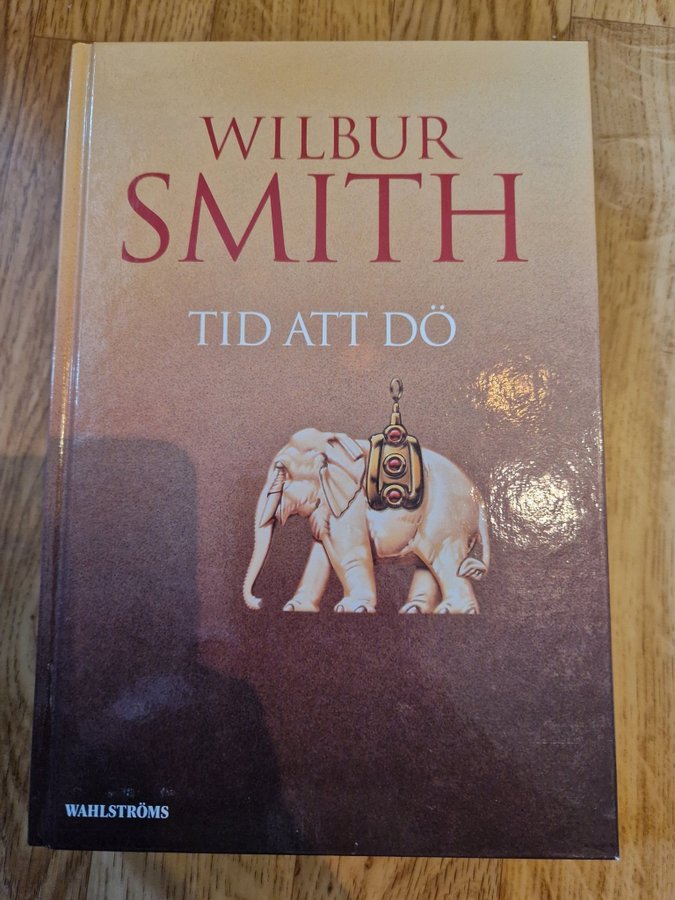 WILBUR
SMITH
TID ATT DÖ
WAHLSTRÖMS